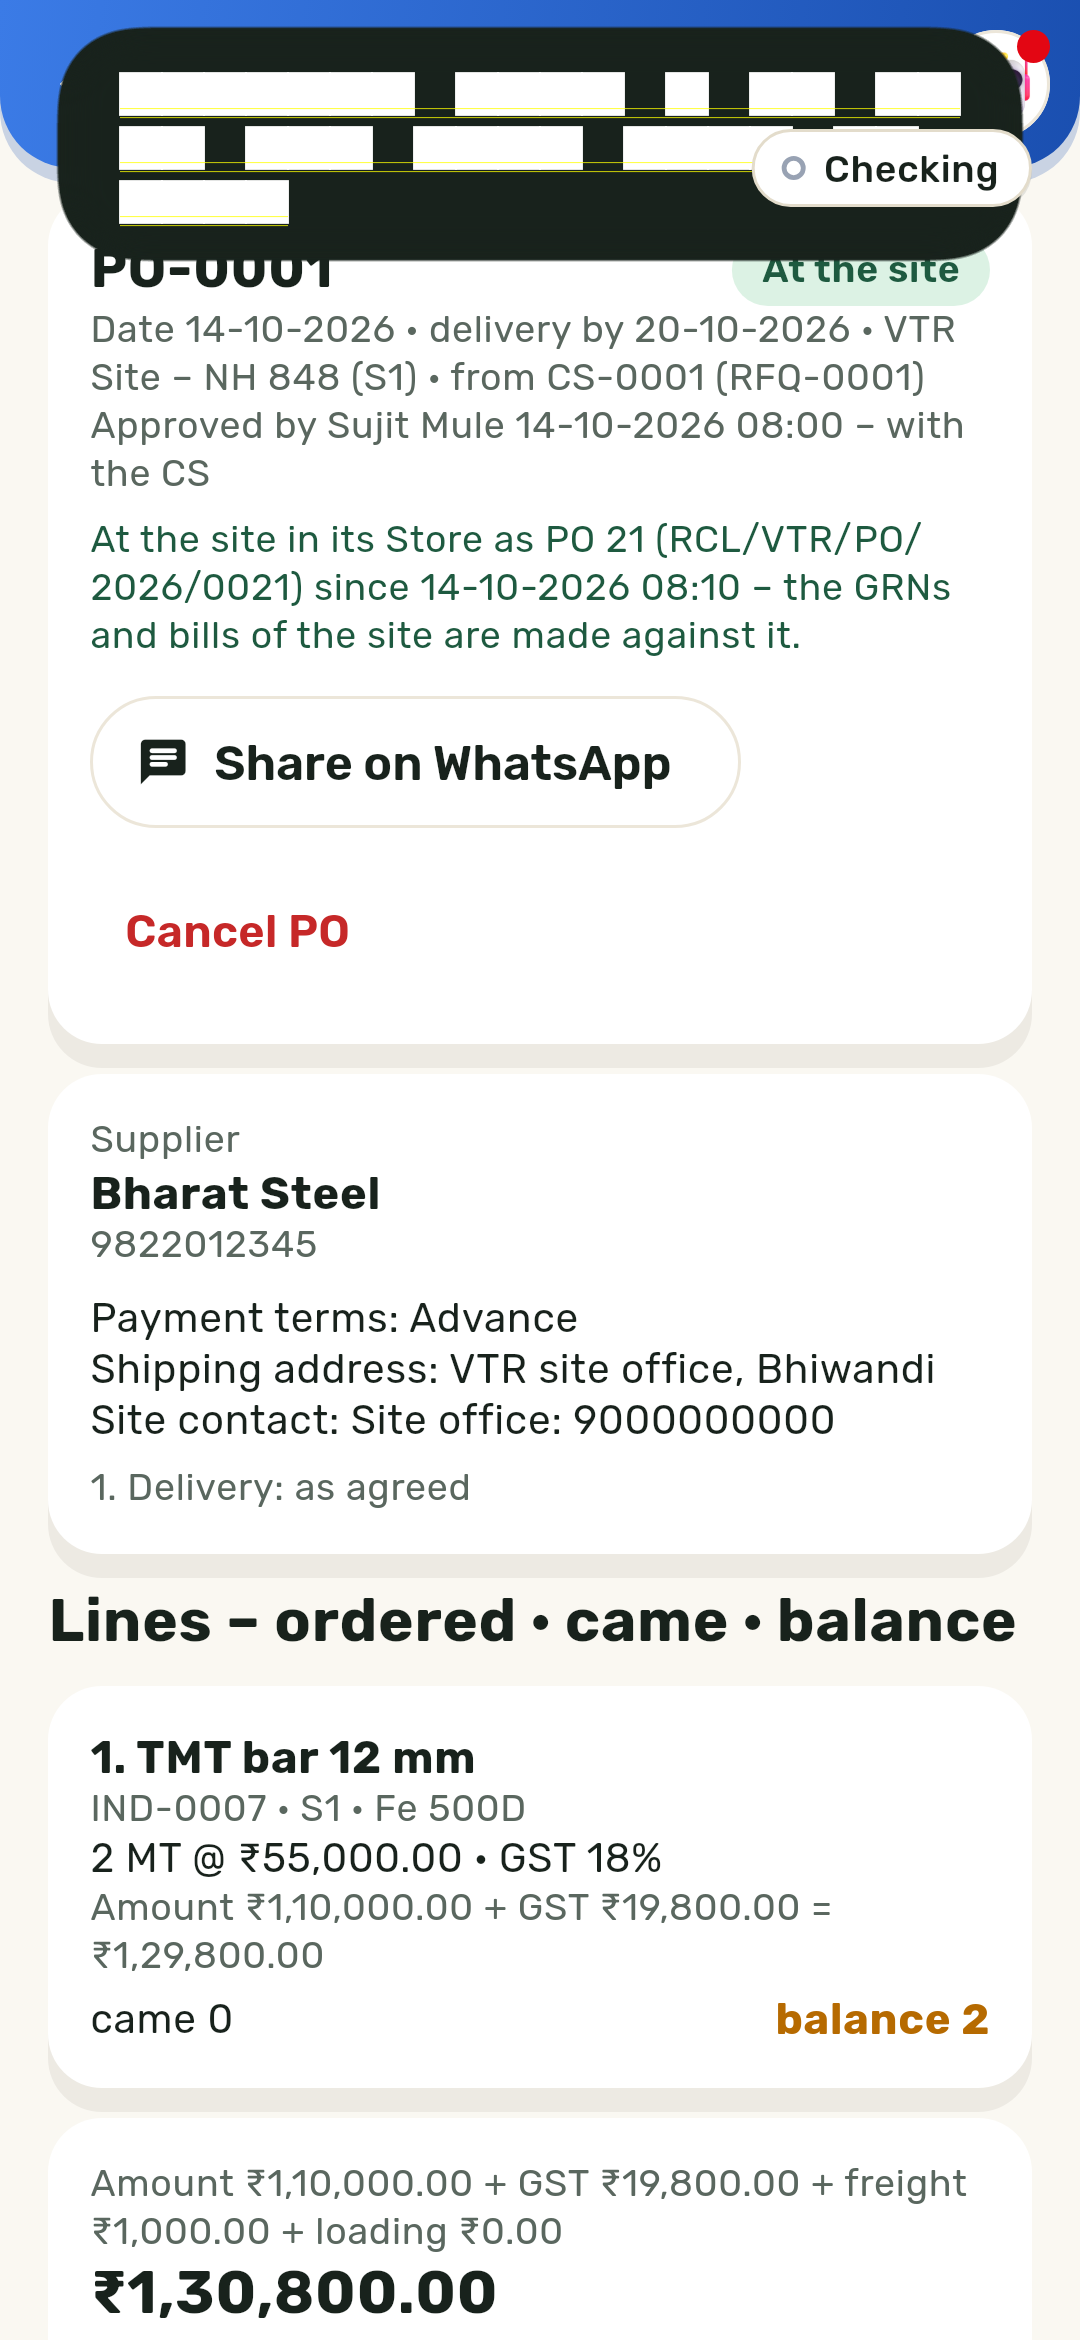 Checking
PO-0001
At the site
Date 14-10-2026 • delivery by 20-10-2026 • VTR
Site – NH 848 (S1) • from CS-0001 (RFQ-0001)
Approved by Sujit Mule 14-10-2026 08:00 – with
the CS
At the site in its Store as PO 21 (RCL/VTR/PO/
2026/0021) since 14-10-2026 08:10 – the GRNs
and bills of the site are made against it.
Share on WhatsApp
Cancel PO
Supplier
Bharat Steel
9822012345
Payment terms: Advance
Shipping address: VTR site office, Bhiwandi
Site contact: Site office: 9000000000
1. Delivery: as agreed
Lines – ordered • came • balance
1. TMT bar 12 mm
IND-0007 • S1 • Fe 500D
2 MT @ ₹55,000.00 • GST 18%
Amount ₹1,10,000.00 + GST ₹19,800.00 =
₹1,29,800.00
came 0
balance 2
Amount ₹1,10,000.00 + GST ₹19,800.00 + freight
₹1,000.00 + loading ₹0.00
₹1,30,800.00